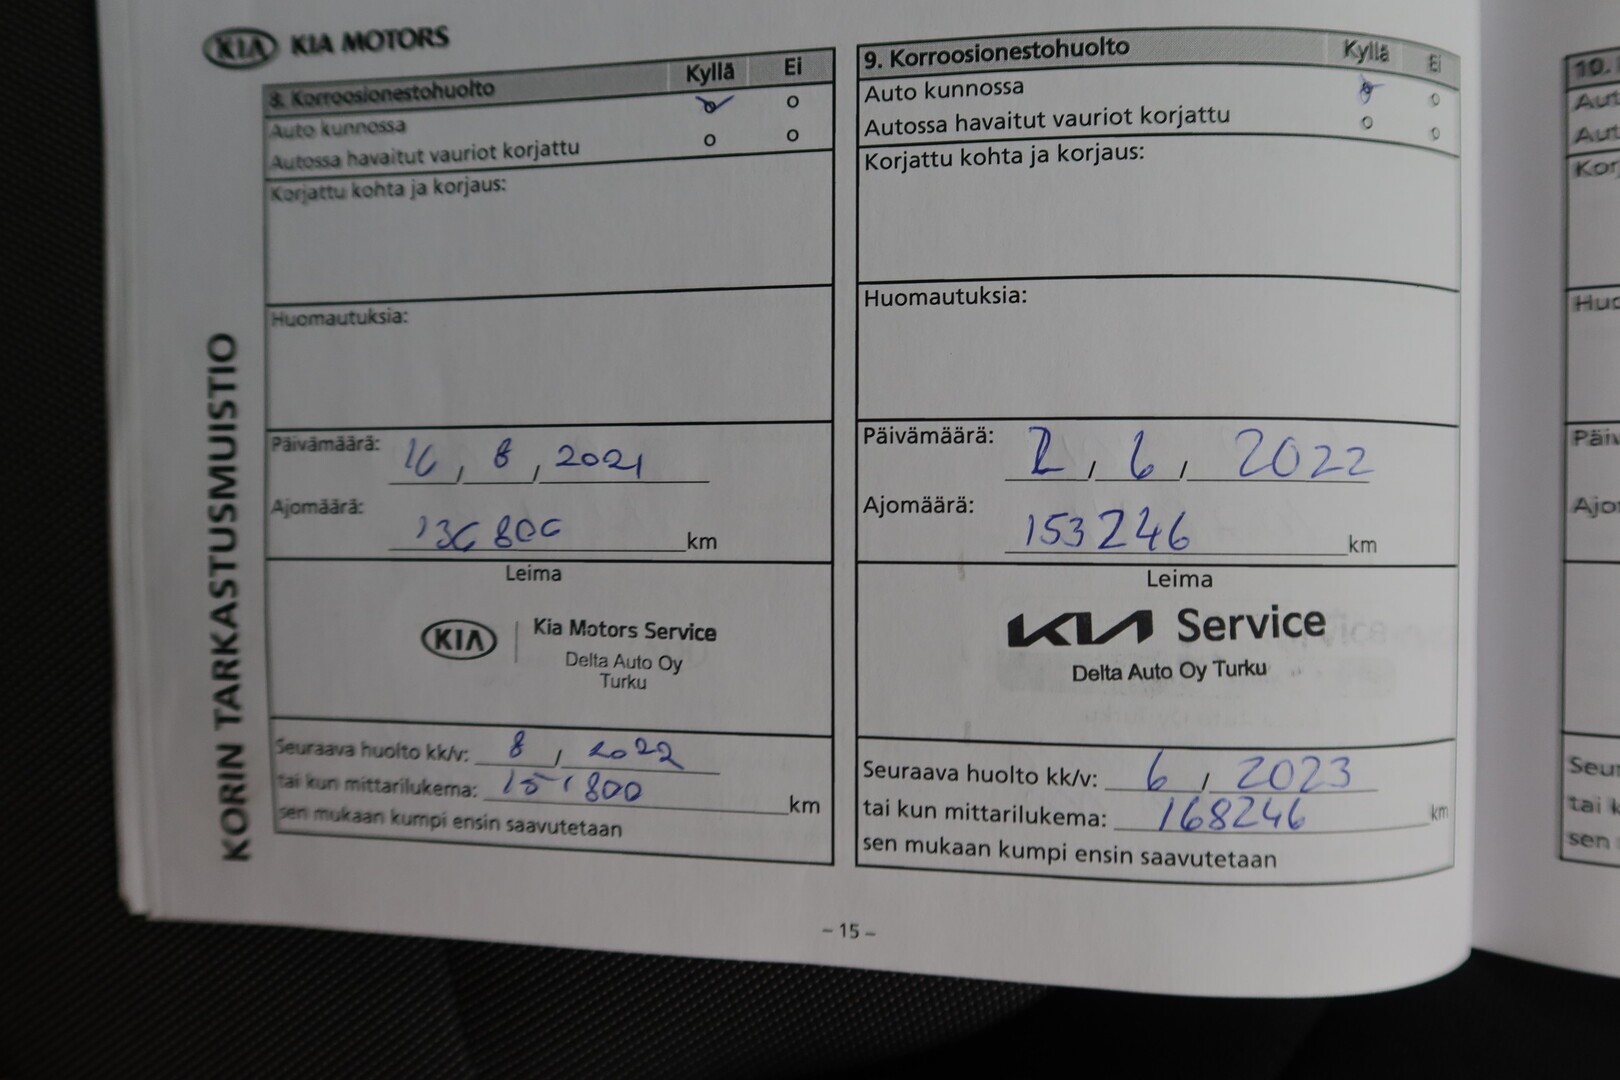 KIA KIA MOTORS
KORIN TARKASTUSMUISTIO
8. Korroosionestohuolto Kyllä Ei
Auto kunnossa
Autossa havaitut vauriot korjattu
Korjattu kohta ja korjaus:
Huomautuksia:
Päivämäärä: 16, 8, 2021
Ajomäärä:
136800 km
Leima
KIA Kia Motors Service
Delta Auto Oy
Turku
Seuraava huolto kk/v: 8, 2022
tai kun mittarilukema: 151800 km
sen mukaan kumpi ensin saavutetaan
9. Korroosionestohuolto Kyllä Ei
Auto kunnossa
Autossa havaitut vauriot korjattu
Korjattu kohta ja korjaus:
Huomautuksia:
Päivämäärä: 2, 6, 2022
Ajomäärä:
153246 km
Leima
KIA Service
Delta Auto Oy Turku
Seuraava huolto kk/v: 6, 2023
tai kun mittarilukema: 168246 km
sen mukaan kumpi ensin saavutetaan
10.
– 15 –